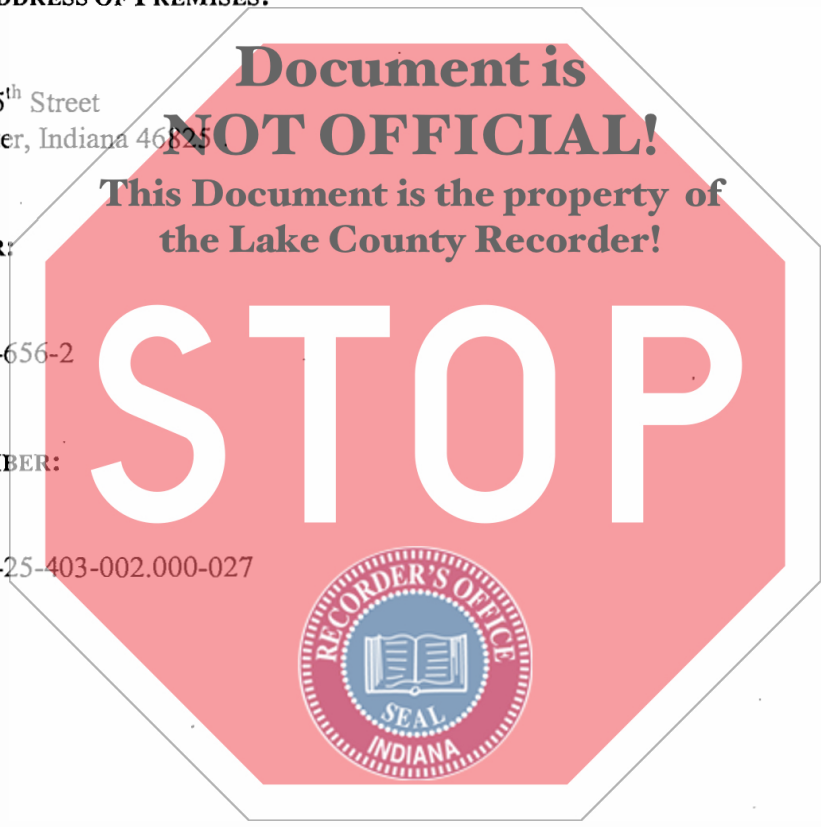 DDRESS OF PREMISES:
Document is
5th Street
NOT OFFICIAL!
er, Indiana 46825
This Document is the property of
the Lake County Recorder!
R:
-656-2
STOP
BER:
-25-403-002.000-027
RECORDER'S OFFICE
SEAL
INDIANA